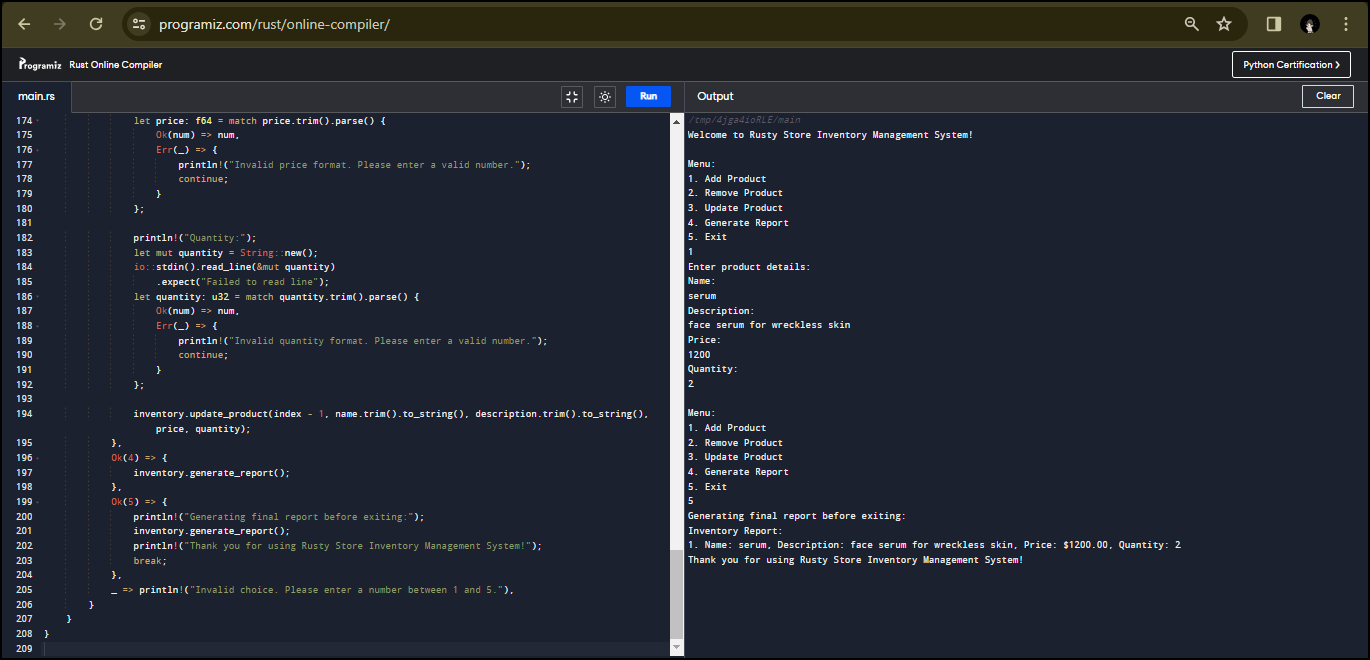 programiz.com/rust/online-compiler/
Programiz Rust Online Compiler
Python Certification >
main.rs
Run
Output
Clear
174 let price: f64 = match price.trim().parse() {
175 Ok(num) => num,
176 Err(_) => {
177 println!("Invalid price format. Please enter a valid number.");
178 continue;
179 }
180 };
181
182 println!("Quantity:");
183 let mut quantity = String::new();
184 io::stdin().read_line(&mut quantity)
185 .expect("Failed to read line");
186 let quantity: u32 = match quantity.trim().parse() {
187 Ok(num) => num,
188 Err(_) => {
189 println!("Invalid quantity format. Please enter a valid number.");
190 continue;
191 }
192 };
193
194 inventory.update_product(index - 1, name.trim().to_string(), description.trim().to_string(),
price, quantity);
195 },
196 Ok(4) => {
197 inventory.generate_report();
198 },
199 Ok(5) => {
200 println!("Generating final report before exiting:");
201 inventory.generate_report();
202 println!("Thank you for using Rusty Store Inventory Management System!");
203 break;
204 },
205 _ => println!("Invalid choice. Please enter a number between 1 and 5."),
206 }
207 }
208 }
209
/tmp/4jga4ioRLE/main
Welcome to Rusty Store Inventory Management System!
Menu:
1. Add Product
2. Remove Product
3. Update Product
4. Generate Report
5. Exit
1
Enter product details:
Name:
serum
Description:
face serum for wreckless skin
Price:
1200
Quantity:
2
Menu:
1. Add Product
2. Remove Product
3. Update Product
4. Generate Report
5. Exit
5
Generating final report before exiting:
Inventory Report:
1. Name: serum, Description: face serum for wreckless skin, Price: $1200.00, Quantity: 2
Thank you for using Rusty Store Inventory Management System!